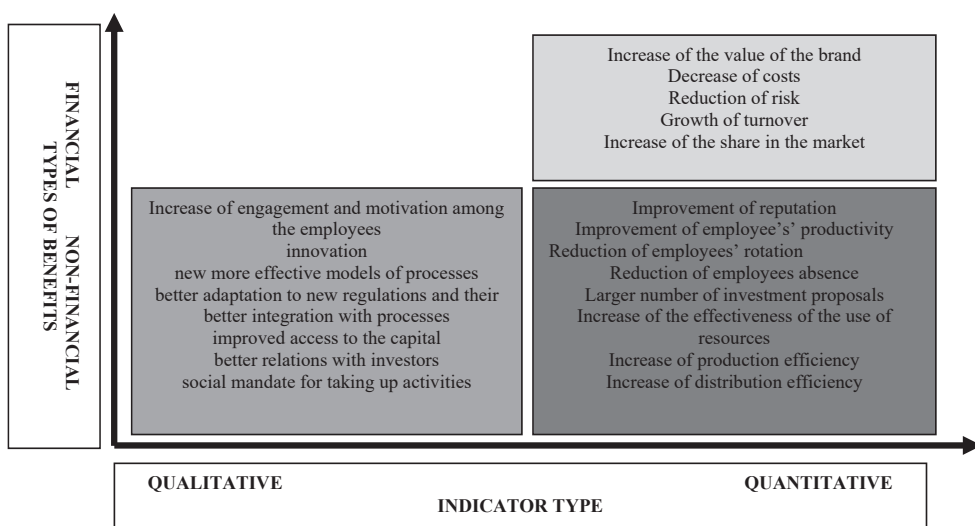 FINANCIAL NON-FINANCIAL
TYPES OF BENEFITS
Increase of the value of the brand
Decrease of costs
Reduction of risk
Growth of turnover
Increase of the share in the market
Increase of engagement and motivation among
the employees
innovation
new more effective models of processes
better adaptation to new regulations and their
better integration with processes
improved access to the capital
better relations with investors
social mandate for taking up activities
Improvement of reputation
Improvement of employee's' productivity
Reduction of employees' rotation
Reduction of employees absence
Larger number of investment proposals
Increase of the effectiveness of the use of
resources
Increase of production efficiency
Increase of distribution efficiency
QUALITATIVE QUANTITATIVE
INDICATOR TYPE